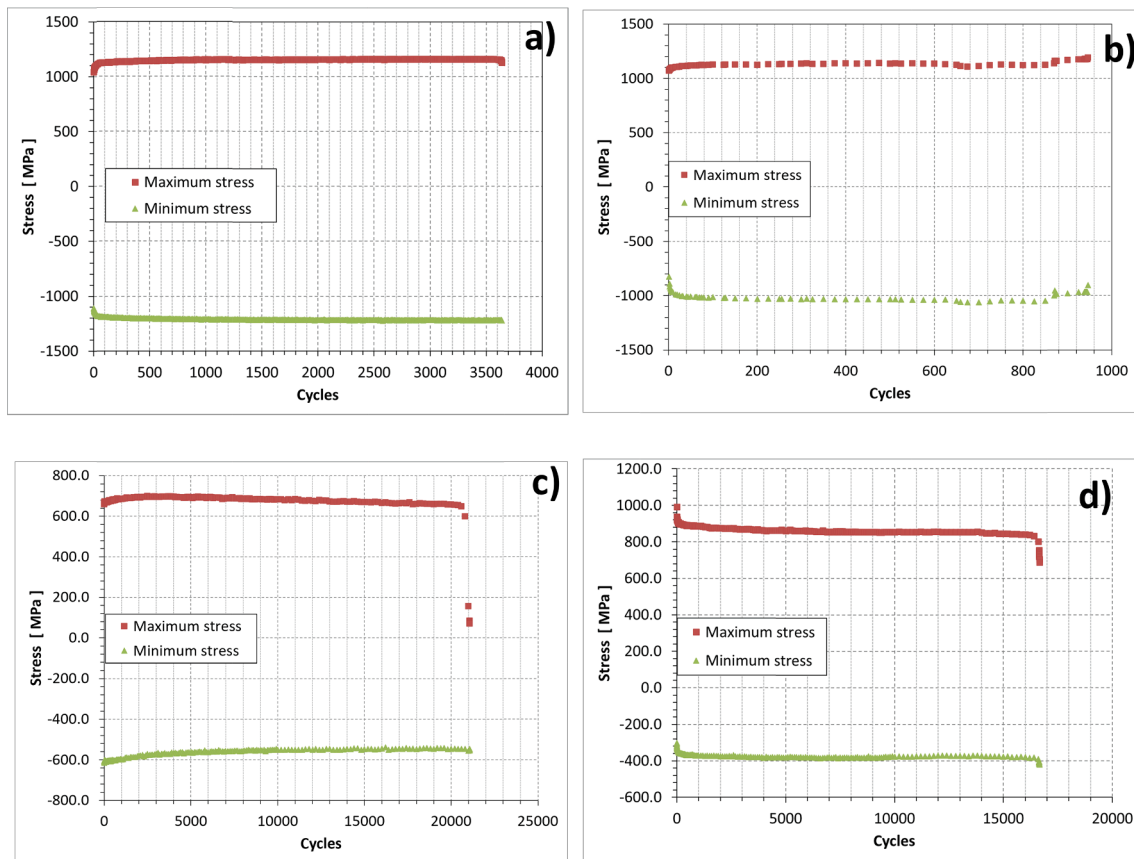 a)
1500
1000
500
0
-500
-1000
-1500
Stress [ MPa ]
Maximum stress
Minimum stress
0 500 1000 1500 2000 2500 3000 3500 4000
Cycles
b)
1500
1000
500
0
-500
-1000
-1500
Stress [ MPa ]
Maximum stress
Minimum stress
0 200 400 600 800 1000
Cycles
c)
800.0
600.0
400.0
200.0
0.0
-200.0
-400.0
-600.0
-800.0
Stress [ MPa ]
Maximum stress
Minimum stress
0 5000 10000 15000 20000 25000
Cycles
d)
1200.0
1000.0
800.0
600.0
400.0
200.0
0.0
-200.0
-400.0
-600.0
Stress [ MPa ]
Maximum stress
Minimum stress
0 5000 10000 15000 20000
Cycles